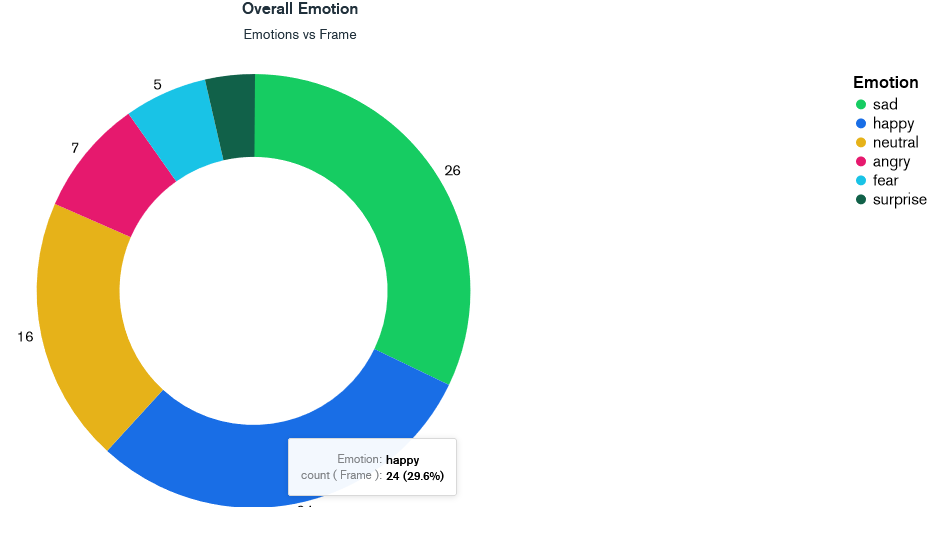 Overall Emotion
Emotions vs Frame
Emotion
sad
happy
neutral
angry
fear
surprise
5
7
26
16
Emotion: happy
count ( Frame ): 24 (29.6%)